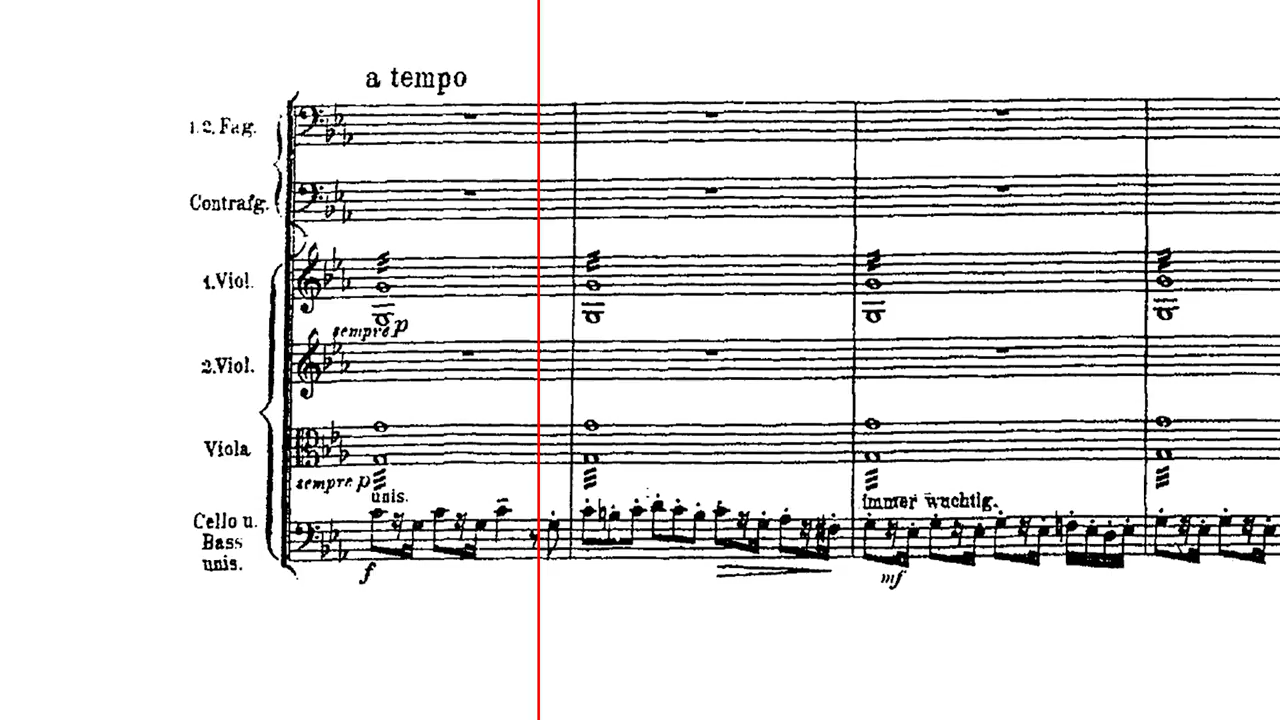 a tempo
1. 2. Fag.
Contrafg.
1. Viol.
sempre p
2. Viol.
Viola
sempre p
unis.
immer wuchtig.
Cello u.
Bass
unis.
f
mf